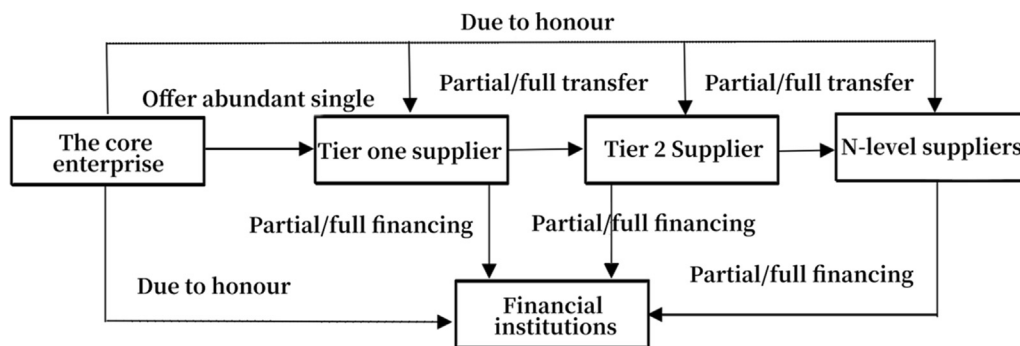 Due to honour
Partial/full transfer
Partial/full transfer
Offer abundant single
The core
enterprise
Tier one supplier
Tier 2 Supplier
N-level suppliers
Partial/full financing
Partial/full financing
Partial/full financing
Due to honour
Financial
institutions